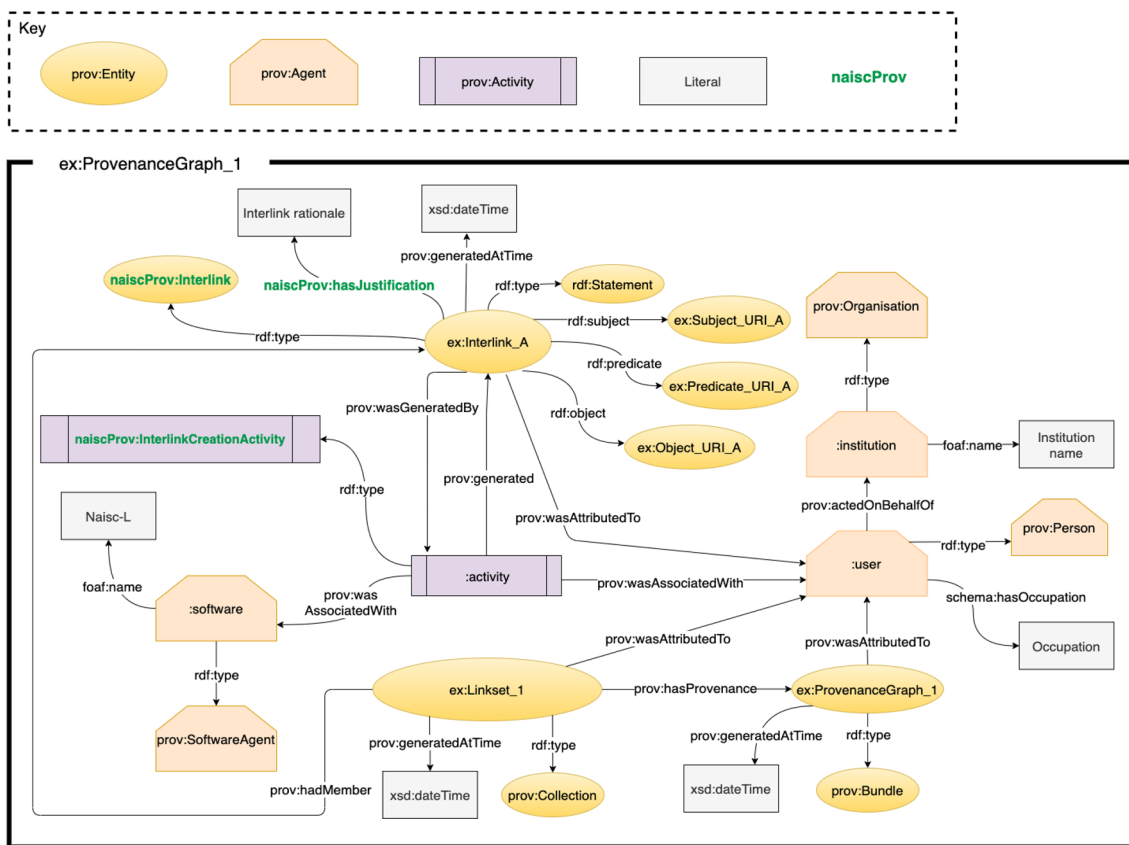 Key
prov:Entity
prov:Agent
prov:Activity
Literal
naiscProv
ex:ProvenanceGraph_1
Interlink rationale
xsd:dateTime
prov:generatedAtTime
naiscProv:Interlink
naiscProv:hasJustification
rdf:type
rdf:Statement
prov:Organisation
rdf:subject
ex:Subject_URI_A
rdf:type
ex:Interlink_A
rdf:predicate
ex:Predicate_URI_A
rdf:type
prov:wasGeneratedBy
rdf:object
naiscProv:InterlinkCreationActivity
ex:Object_URI_A
:institution
foaf:name
Institution
name
prov:generated
rdf:type
prov:actedOnBehalfOf
Naisc-L
prov:wasAttributedTo
prov:Person
rdf:type
:user
:activity
prov:wasAssociatedWith
foaf:name
prov:was
AssociatedWith
schema:hasOccupation
:software
prov:wasAttributedTo
prov:wasAttributedTo
Occupation
rdf:type
ex:Linkset_1
prov:hasProvenance
ex:ProvenanceGraph_1
prov:SoftwareAgent
prov:generatedAtTime
rdf:type
prov:generatedAtTime
rdf:type
prov:hadMember
xsd:dateTime
prov:Collection
xsd:dateTime
prov:Bundle